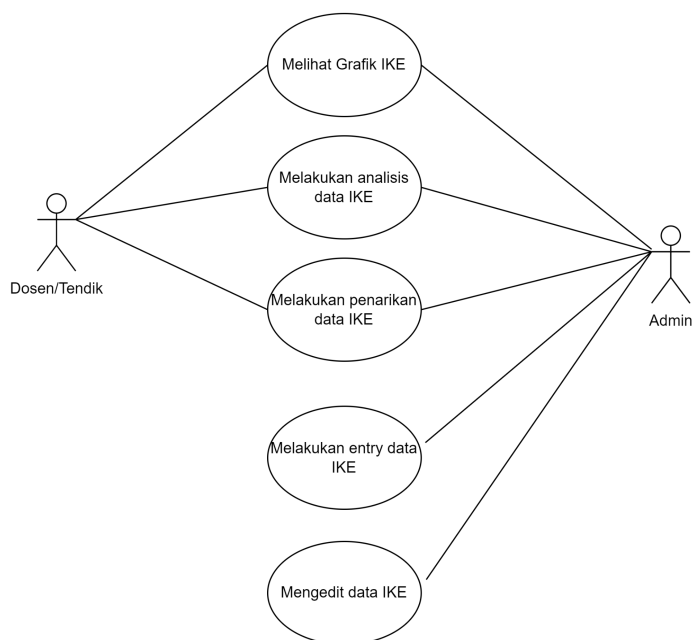 Melihat Grafik IKE
Melakukan analisis
data IKE
Dosen/Tendik
Melakukan penarikan
data IKE
Admin
Melakukan entry data
IKE
Mengedit data IKE